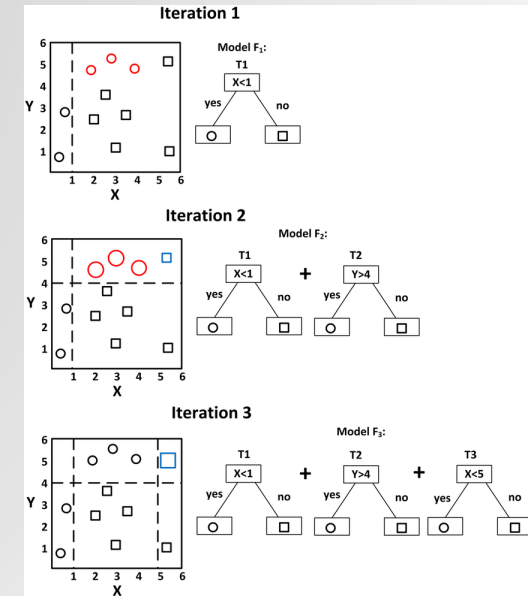 Iteration 1
Model F1:
T1
X<1
yes no
6
5
4
Y 3
2
1
1 2 3 4 5 6
X
Iteration 2
Model F2:
T1 T2
X<1 + Y>4
yes no yes no
6
5
4
Y 3
2
1
1 2 3 4 5 6
X
Iteration 3
Model F3:
T1 T2 T3
X<1 + Y>4 + X<5
yes no yes no yes no
6
5
4
Y 3
2
1
1 2 3 4 5 6
X